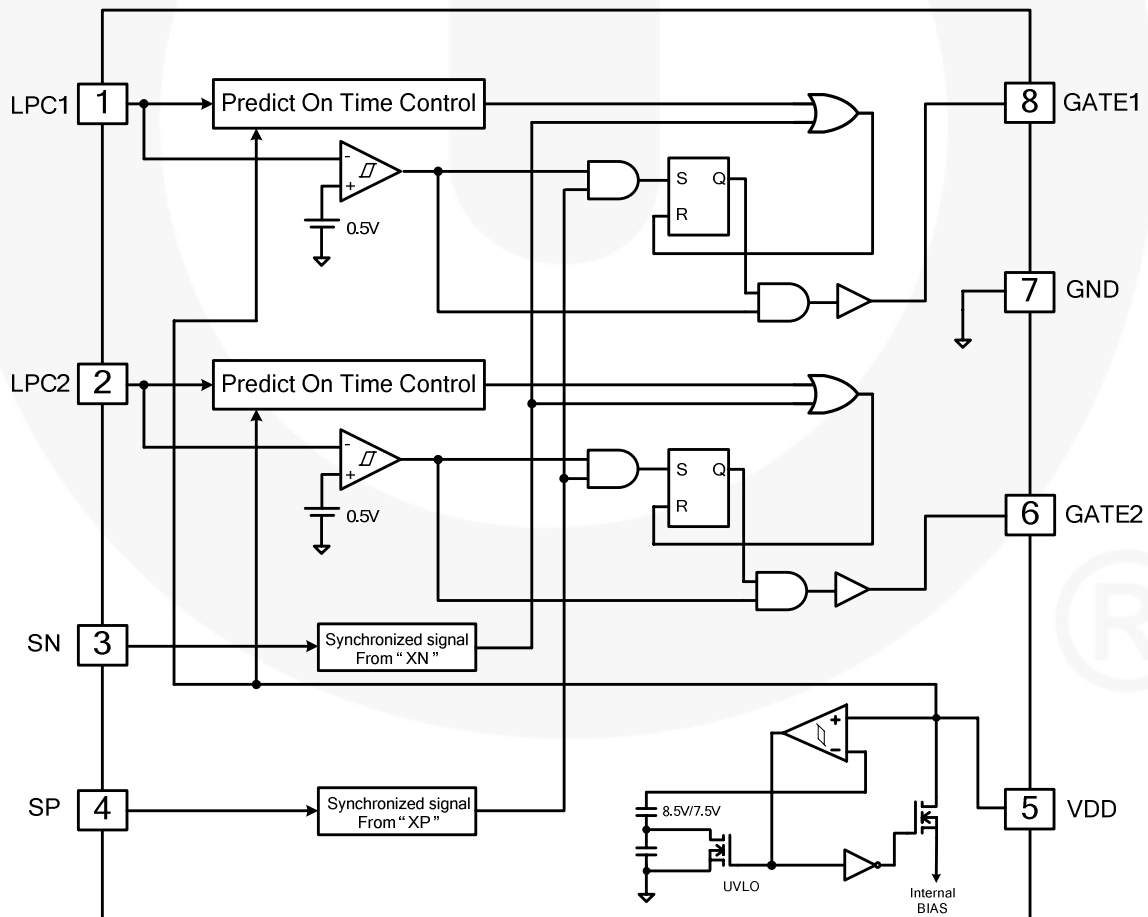 LPC1
1
Predict On Time Control
8
GATE1
-
+
0.5V
S
Q
R
7
GND
LPC2
2
Predict On Time Control
-
+
0.5V
S
Q
R
6
GATE2
®
SN
3
Synchronized signal
From “ XN ”
+
-
SP
4
Synchronized signal
From “XP”
8.5V/7.5V
5
VDD
UVLO
Internal
BIAS